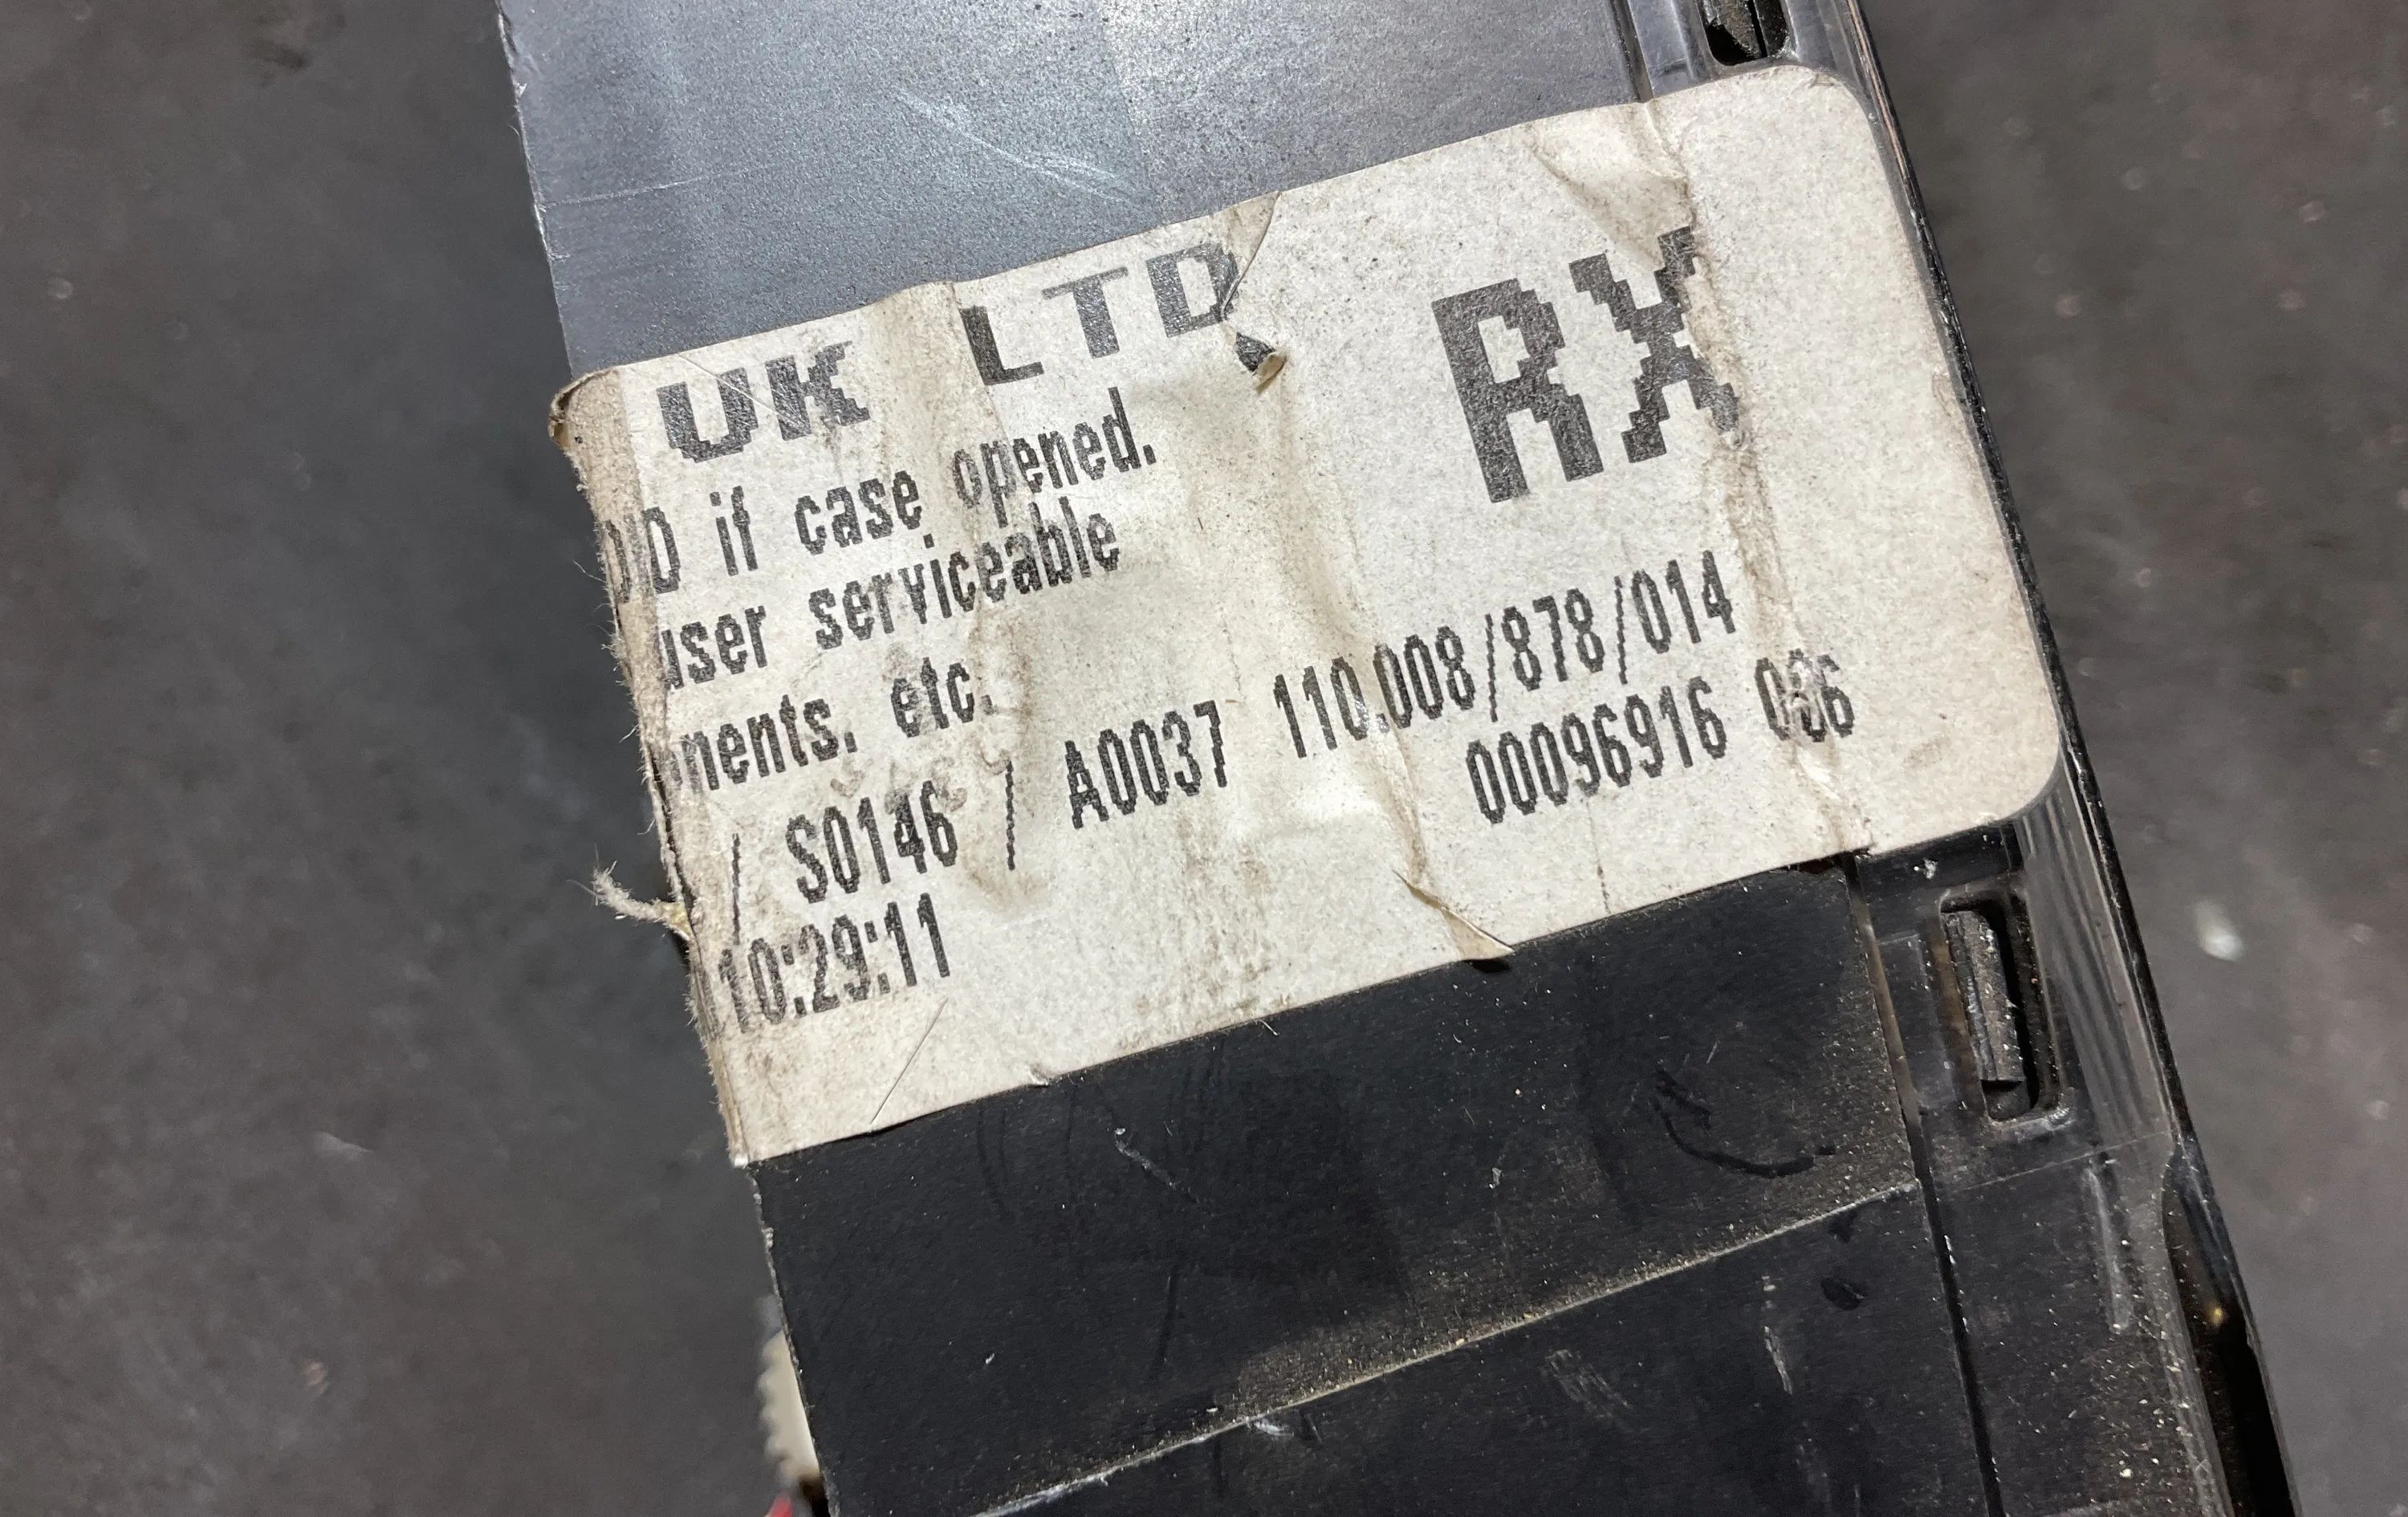 UK LTD RX
if case opened.
user serviceable
etc.
/ S0146 / A0037 110.008/878/014
10:29:11 00096916